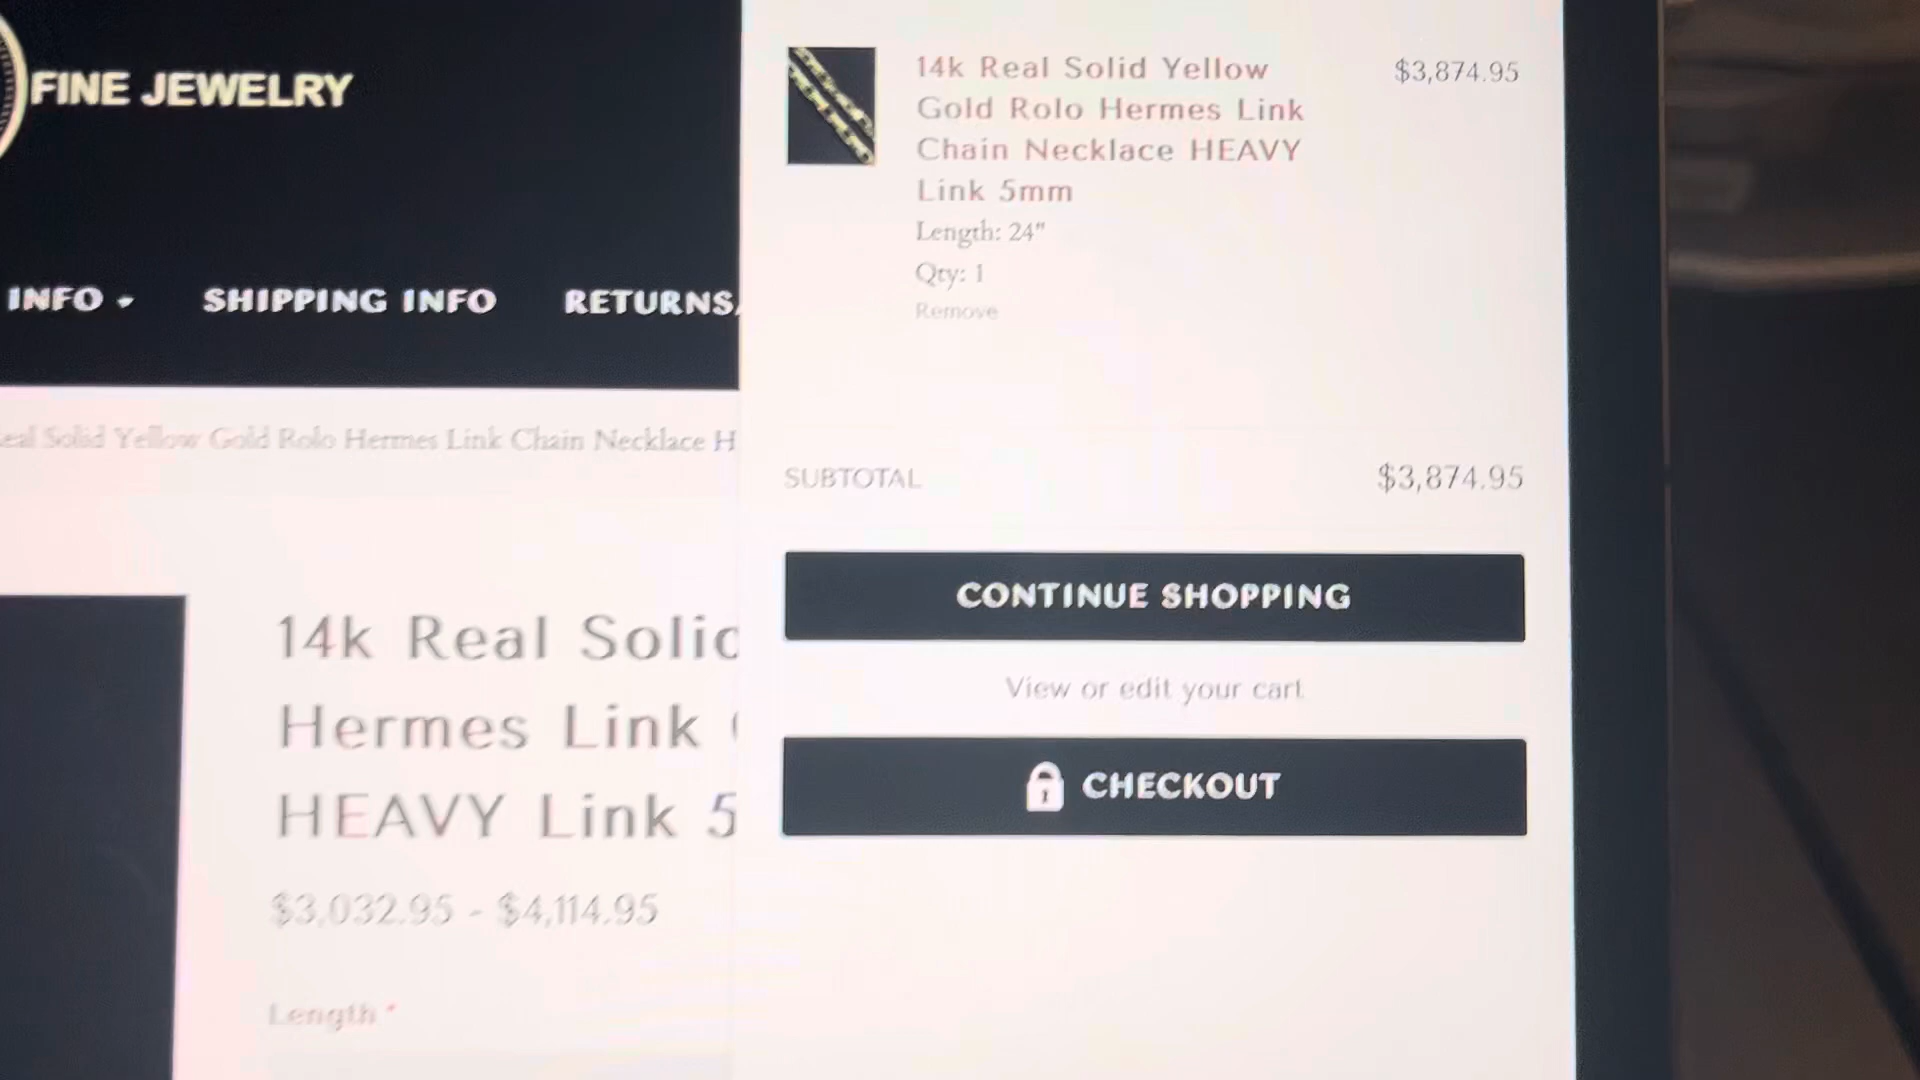 FINE JEWELRY
INFO
SHIPPING INFO
RETURNS
Solid Yellow Gold Rolo Hermes Link Chain Necklace H
14k Real Solid
Hermes Link
HEAVY Link 5
$3,032.95 - $4,114.95
Length *
14k Real Solid Yellow
Gold Rolo Hermes Link
Chain Necklace HEAVY
Link 5mm
$3,874.95
Length: 24"
Qty: 1
Remove
SUBTOTAL
$3,874.95
CONTINUE SHOPPING
View or edit your cart
CHECKOUT